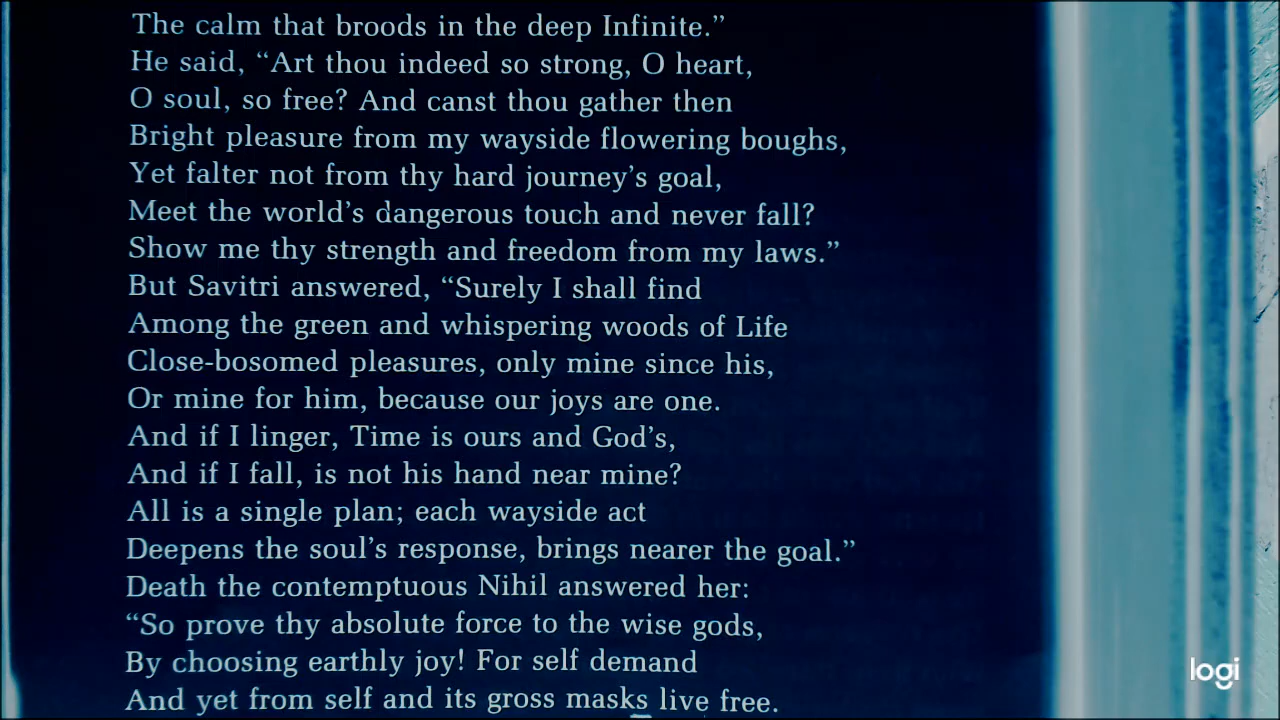 The calm that broods in the deep Infinite.”
He said, “Art thou indeed so strong, O heart,
O soul, so free? And canst thou gather then
Bright pleasure from my wayside flowering boughs,
Yet falter not from thy hard journey’s goal,
Meet the world’s dangerous touch and never fall?
Show me thy strength and freedom from my laws.”
But Savitri answered, “Surely I shall find
Among the green and whispering woods of Life
Close-bosomed pleasures, only mine since his,
Or mine for him, because our joys are one.
And if I linger, Time is ours and God’s,
And if I fall, is not his hand near mine?
All is a single plan; each wayside act
Deepens the soul’s response, brings nearer the goal.”
Death the contemptuous Nihil answered her:
“So prove thy absolute force to the wise gods,
By choosing earthly joy! For self demand
And yet from self and its gross masks live free.
logi